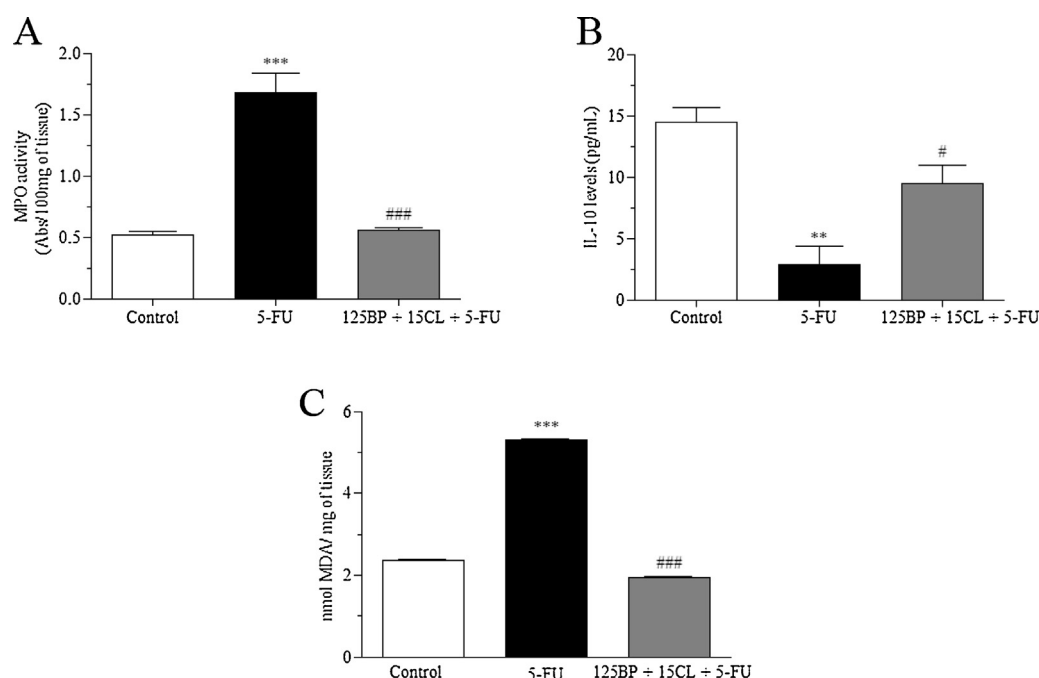 A
MPO activity
(Abs/100mg of tissue)
2.0
1.5
1.0
0.5
0.0
***
###
Control
5-FU
125BP ÷ 15CL ÷ 5-FU
B
IL-10 levels (pg/mL)
20
15
10
5
0
**
#
Control
5-FU
125BP ÷ 15CL ÷ 5-FU
C
nmol MDA/ mg of tissue
6
4
2
0
***
###
Control
5-FU
125BP ÷ 15CL ÷ 5-FU